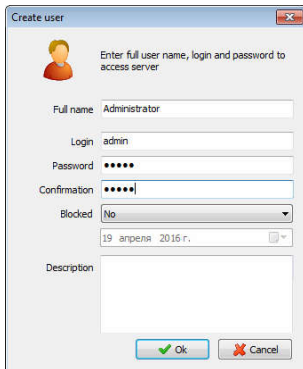 Create user
Enter full user name, login and password to
access server
Full name Administrator
Login admin
Password •••••
Confirmation •••••
Blocked No
19 апреля 2016 г.
Description
Ok Cancel